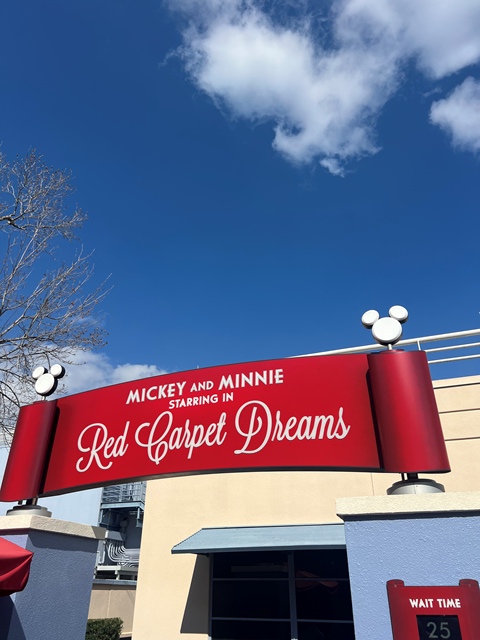 MICKEY AND MINNIE
STARRING IN
Red Carpet Dreams
WAIT TIME
25